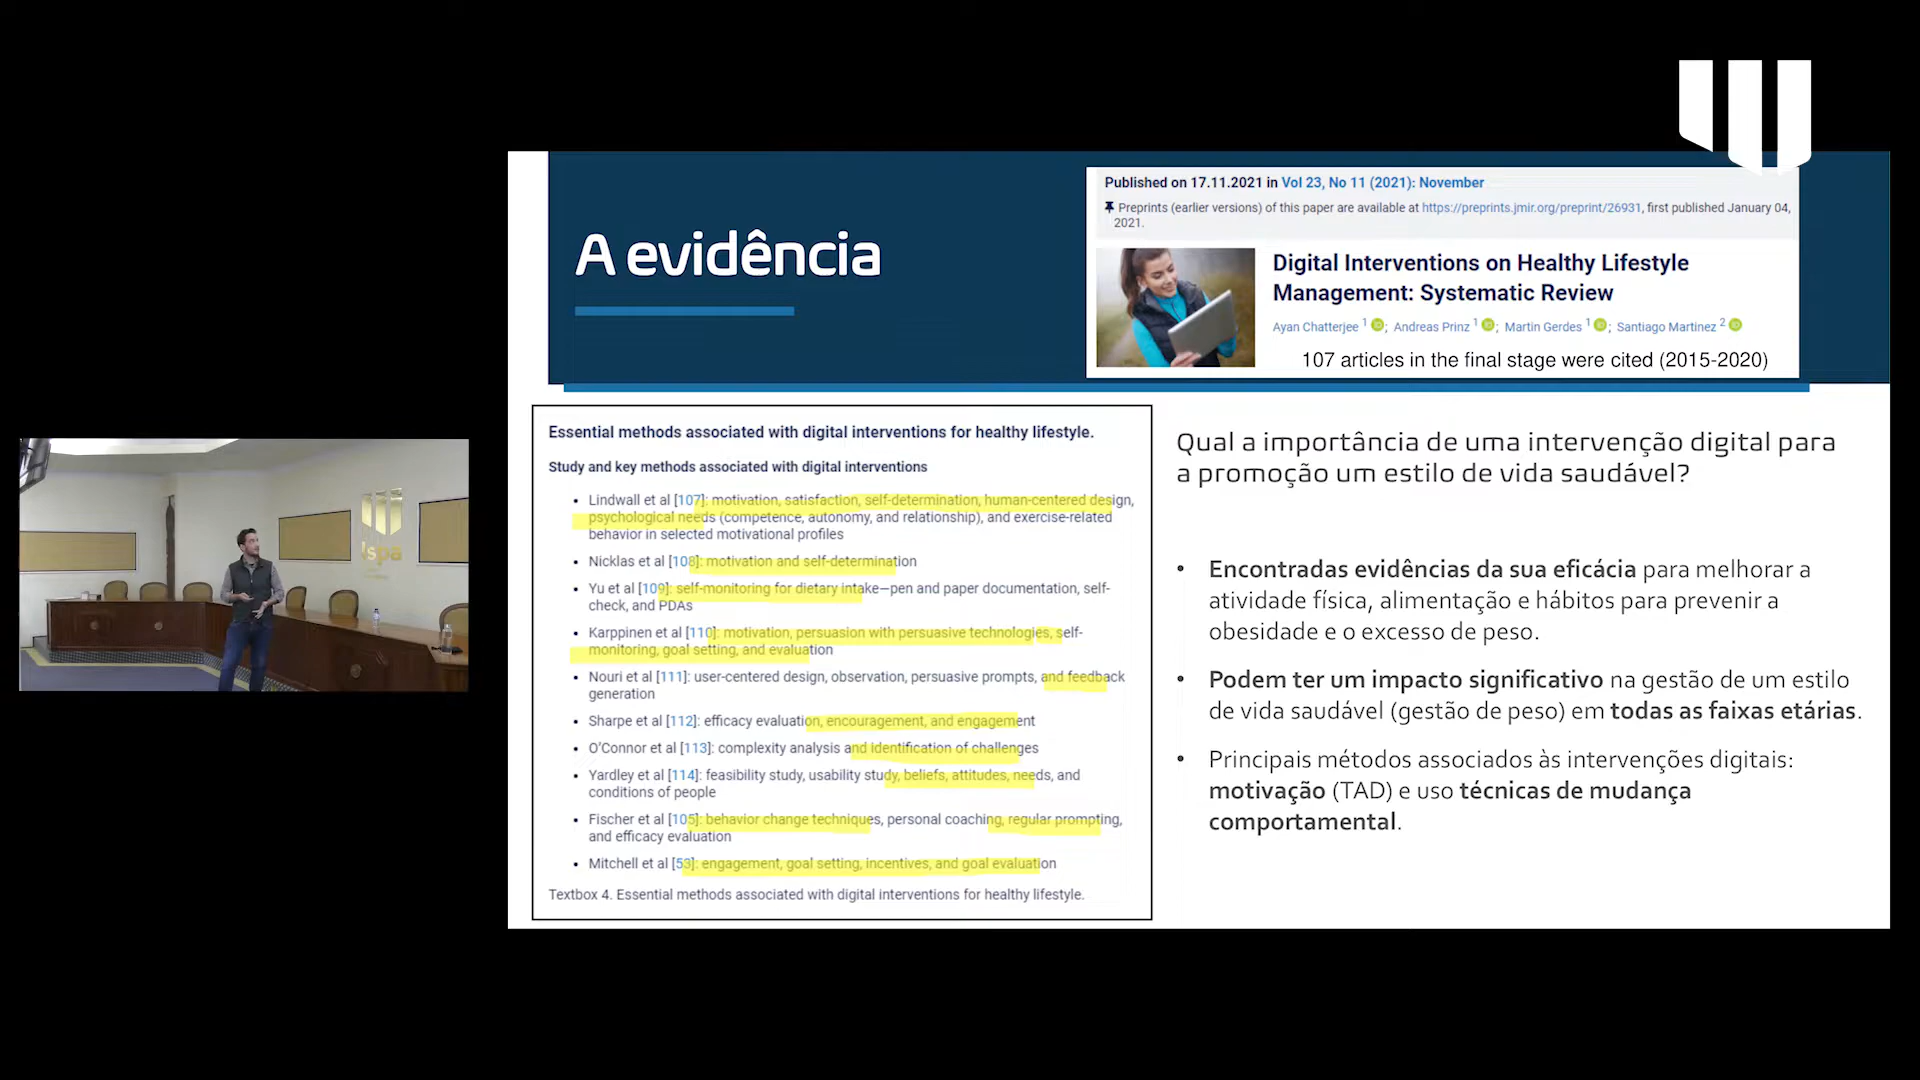 A evidência
Published on 17.11.2021 in Vol 23, No 11 (2021): November
Preprints (earlier versions) of this paper are available at https://preprints.jmir.org/preprint/26931, first published January 04,
2021.
Digital Interventions on Healthy Lifestyle
Management: Systematic Review
Ayan Chatterjee 1 iD; Andreas Prinz 1 iD; Martin Gerdes 1 iD; Santiago Martinez 2 iD
107 articles in the final stage were cited (2015-2020)
Essential methods associated with digital interventions for healthy lifestyle.
Study and key methods associated with digital interventions
• Lindwall et al [107]: motivation, satisfaction, self-determination, human-centered design,
psychological needs (competence, autonomy, and relationship), and exercise-related
behavior in selected motivational profiles
• Nicklas et al [108]: motivation and self-determination
• Yu et al [109]: self-monitoring for dietary intake—pen and paper documentation, self-
check, and PDAs
• Karppinen et al [110]: motivation, persuasion with persuasive technologies, self-
monitoring, goal setting, and evaluation
• Nouri et al [111]: user-centered design, observation, persuasive prompts, and feedback
generation
• Sharpe et al [112]: efficacy evaluation, encouragement, and engagement
• O'Connor et al [113]: complexity analysis and identification of challenges
• Yardley et al [114]: feasibility study, usability study, beliefs, attitudes, needs, and
conditions of people
• Fischer et al [105]: behavior change techniques, personal coaching, regular prompting,
and efficacy evaluation
• Mitchell et al [53]: engagement, goal setting, incentives, and goal evaluation
Textbox 4. Essential methods associated with digital interventions for healthy lifestyle.
Qual a importância de uma intervenção digital para
a promoção um estilo de vida saudável?
• Encontradas evidências da sua eficácia para melhorar a
atividade física, alimentação e hábitos para prevenir a
obesidade e o excesso de peso.
• Podem ter um impacto significativo na gestão de um estilo
de vida saudável (gestão de peso) em todas as faixas etárias.
• Principais métodos associados às intervenções digitais:
motivação (TAD) e uso técnicas de mudança
comportamental.
ispa